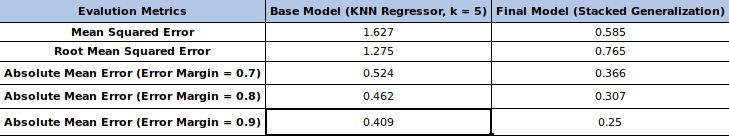 Evalution Metrics Base Model (KNN Regressor, k = 5) Final Model (Stacked Generalization)
Mean Squared Error 1.627 0.585
Root Mean Squared Error 1.275 0.765
Absolute Mean Error (Error Margin = 0.7) 0.524 0.366
Absolute Mean Error (Error Margin = 0.8) 0.462 0.307
Absolute Mean Error (Error Margin = 0.9) 0.409 0.25